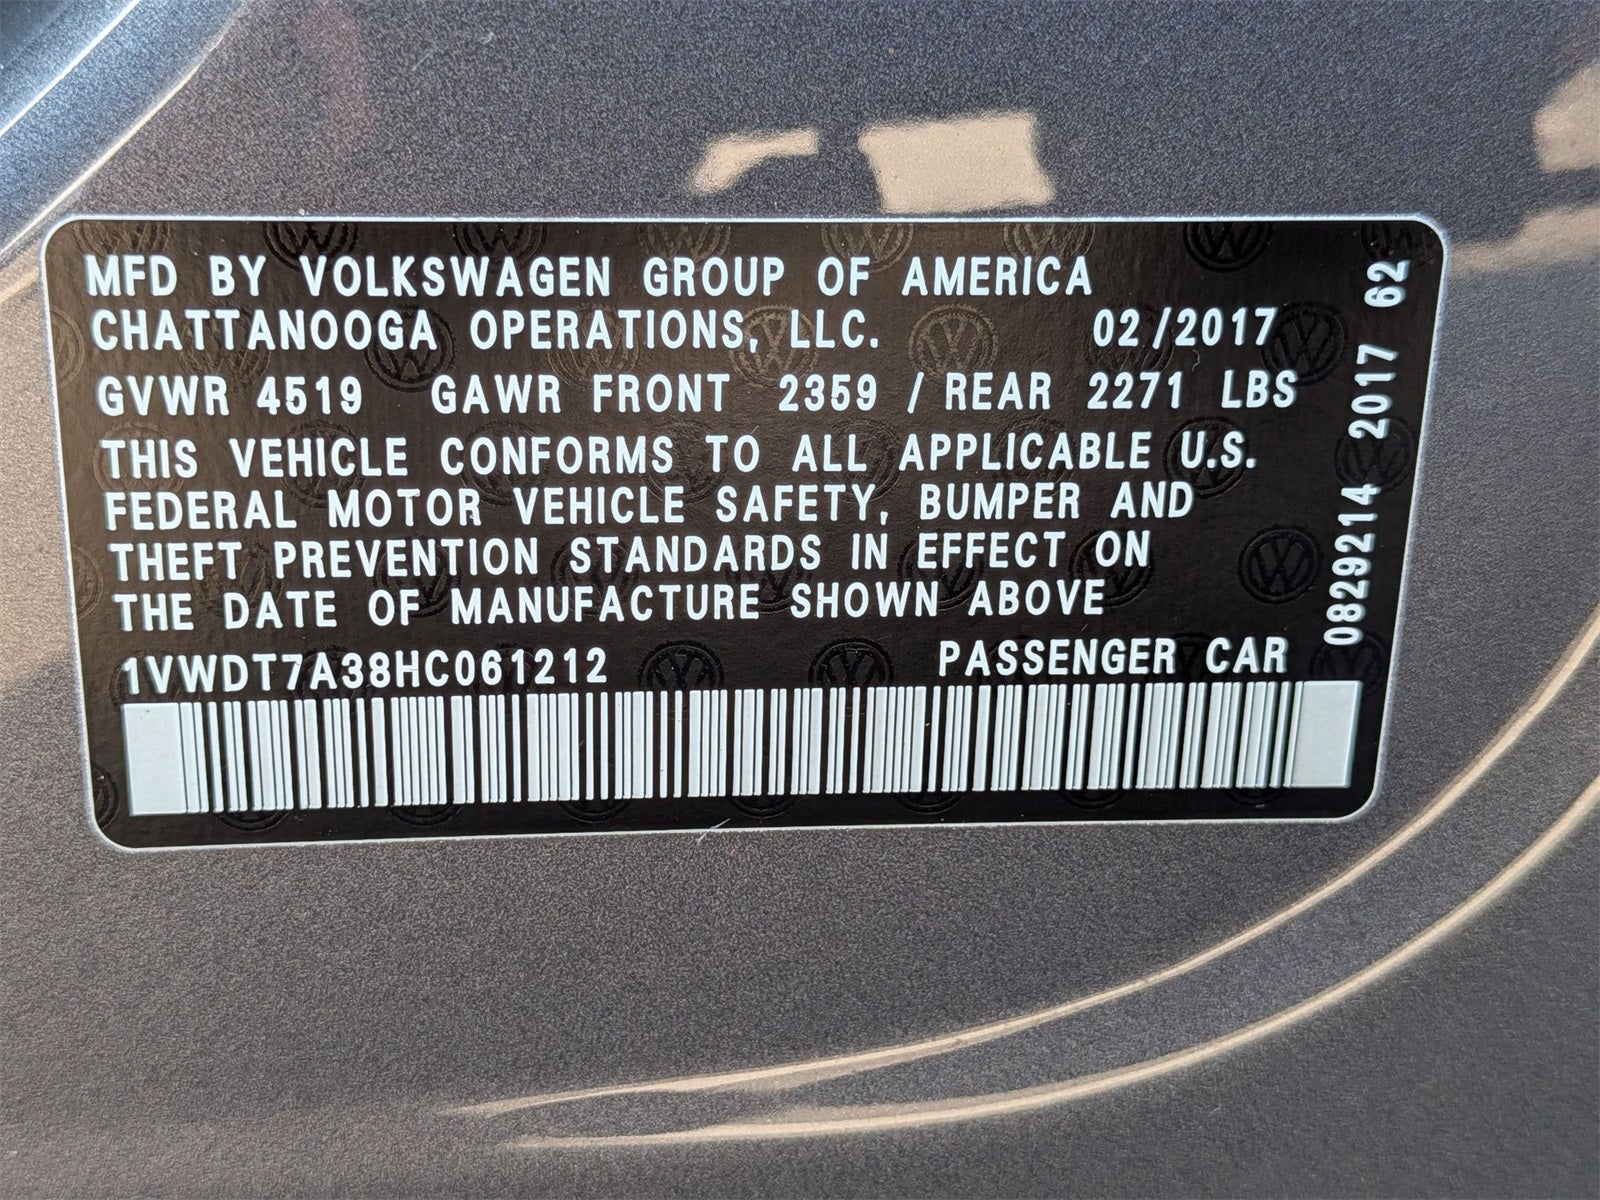 MFD BY VOLKSWAGEN GROUP OF AMERICA
CHATTANOOGA OPERATIONS, LLC. 02/2017
GVWR 4519 GAWR FRONT 2359 / REAR 2271 LBS
THIS VEHICLE CONFORMS TO ALL APPLICABLE U.S.
FEDERAL MOTOR VEHICLE SAFETY, BUMPER AND
THEFT PREVENTION STANDARDS IN EFFECT ON
THE DATE OF MANUFACTURE SHOWN ABOVE
1VWDT7A38HC061212 PASSENGER CAR
0829214 2017 62